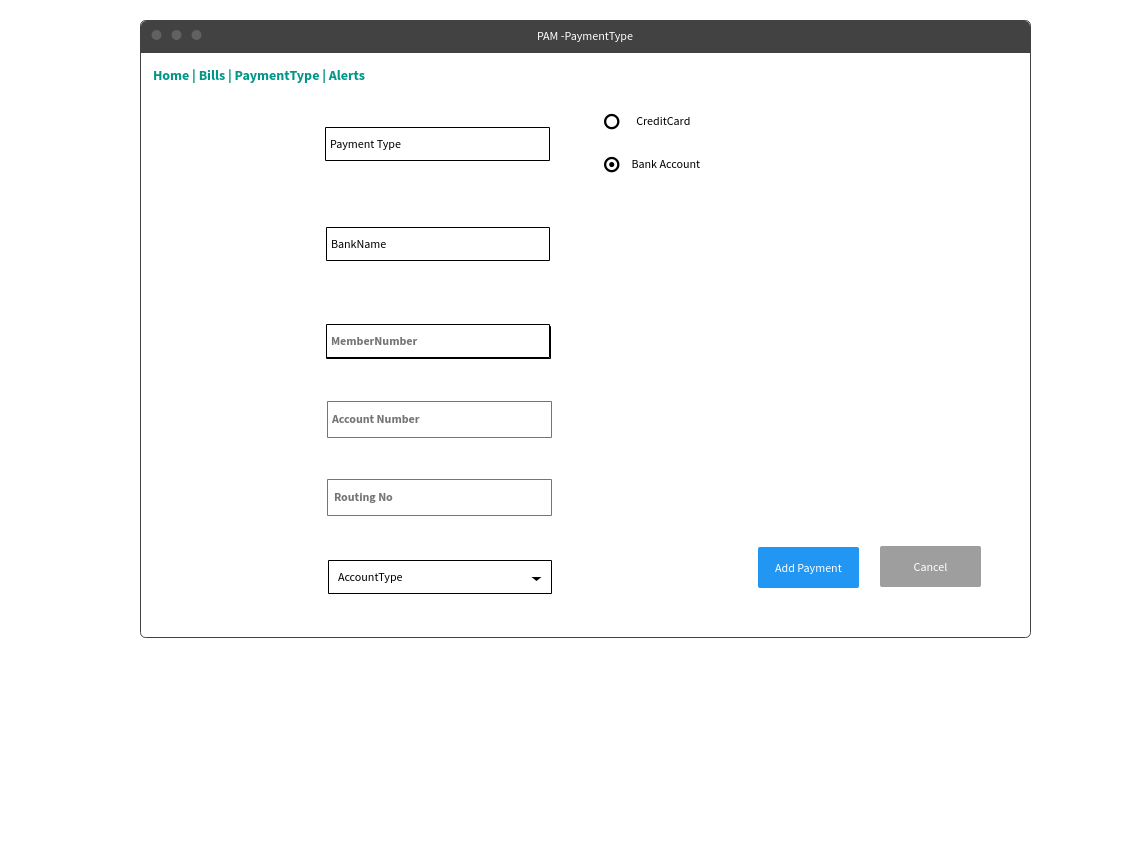 PAM -PaymentType
Home | Bills | PaymentType | Alerts
CreditCard
Payment Type
Bank Account
BankName
MemberNumber
Account Number
Routing No
Add Payment
Cancel
AccountType